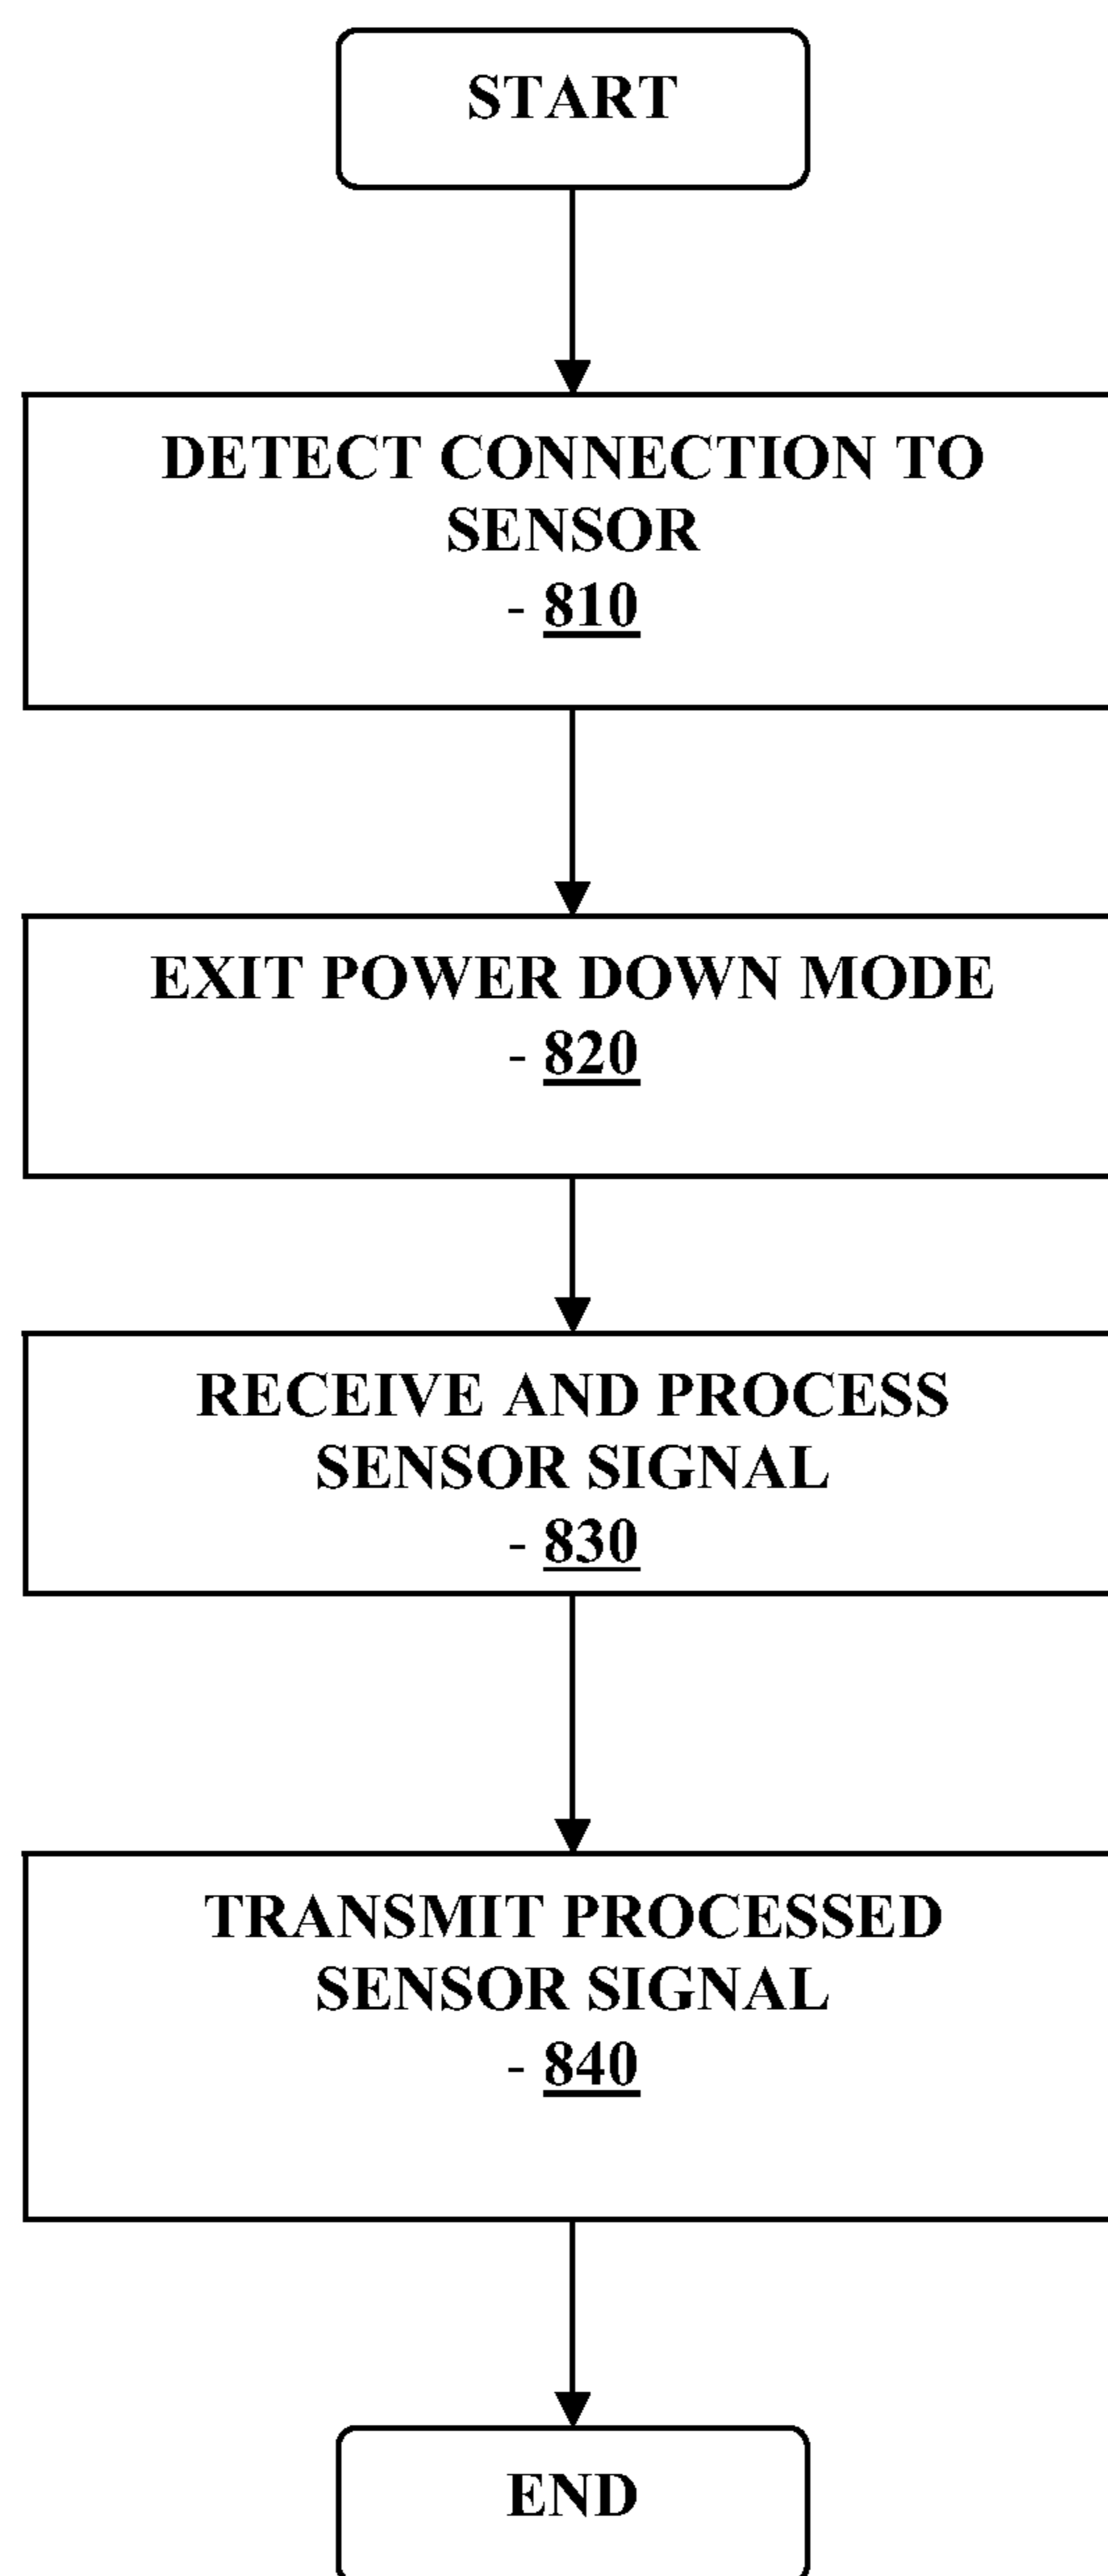 START
DETECT CONNECTION TO
SENSOR
- 810
EXIT POWER DOWN MODE
- 820
RECEIVE AND PROCESS
SENSOR SIGNAL
- 830
TRANSMIT PROCESSED
SENSOR SIGNAL
- 840
END